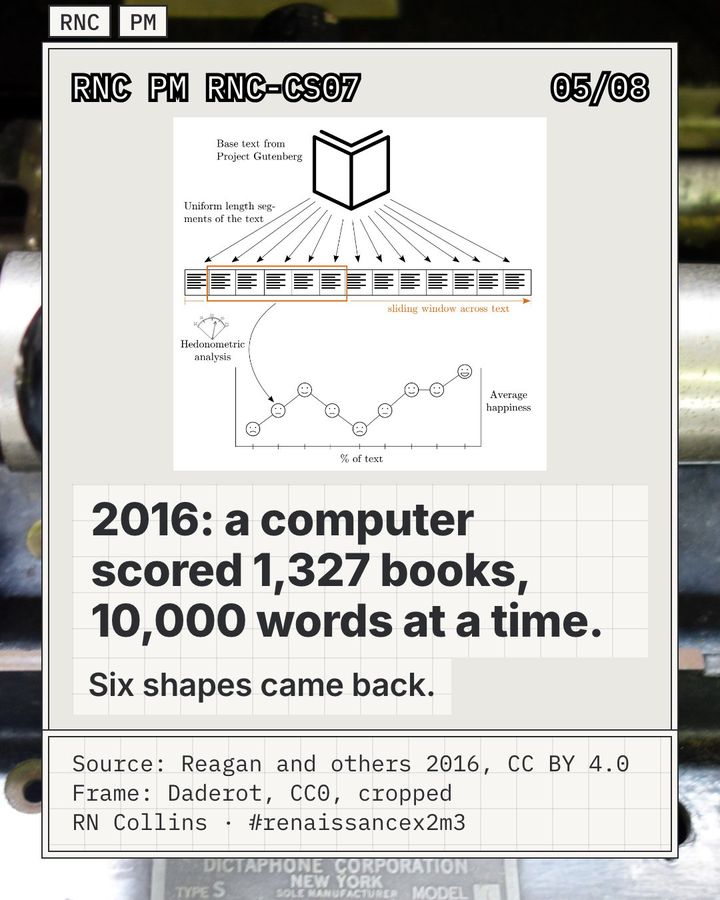 RNC PM
RNC PM RNC-CS07 05/08
Base text from
Project Gutenberg
Uniform length seg-
ments of the text
sliding window across text
Hedonometric
analysis
Average
happiness
% of text
2016: a computer
scored 1,327 books,
10,000 words at a time.
Six shapes came back.
Source: Reagan and others 2016, CC BY 4.0
Frame: Daderot, CC0, cropped
RN Collins · #renaissancex2m3
DICTAPHONE CORPORATION
NEW YORK
TYPE S SOLE MANUFACTURER MODEL